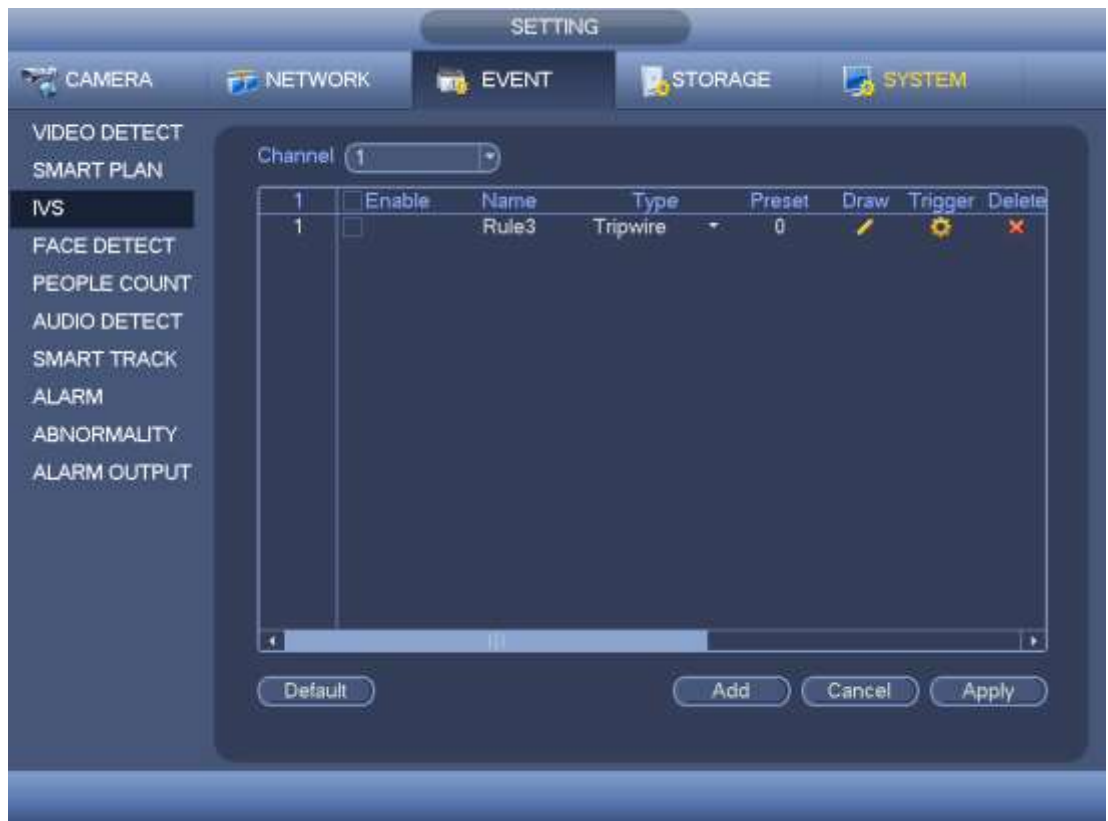 SETTING
CAMERA NETWORK EVENT STORAGE SYSTEM
VIDEO DETECT
SMART PLAN
IVS
FACE DETECT
PEOPLE COUNT
AUDIO DETECT
SMART TRACK
ALARM
ABNORMALITY
ALARM OUTPUT
Channel 1
1 Enable Name Type Preset Draw Trigger Delete
1 Rule3 Tripwire 0
Default Add Cancel Apply